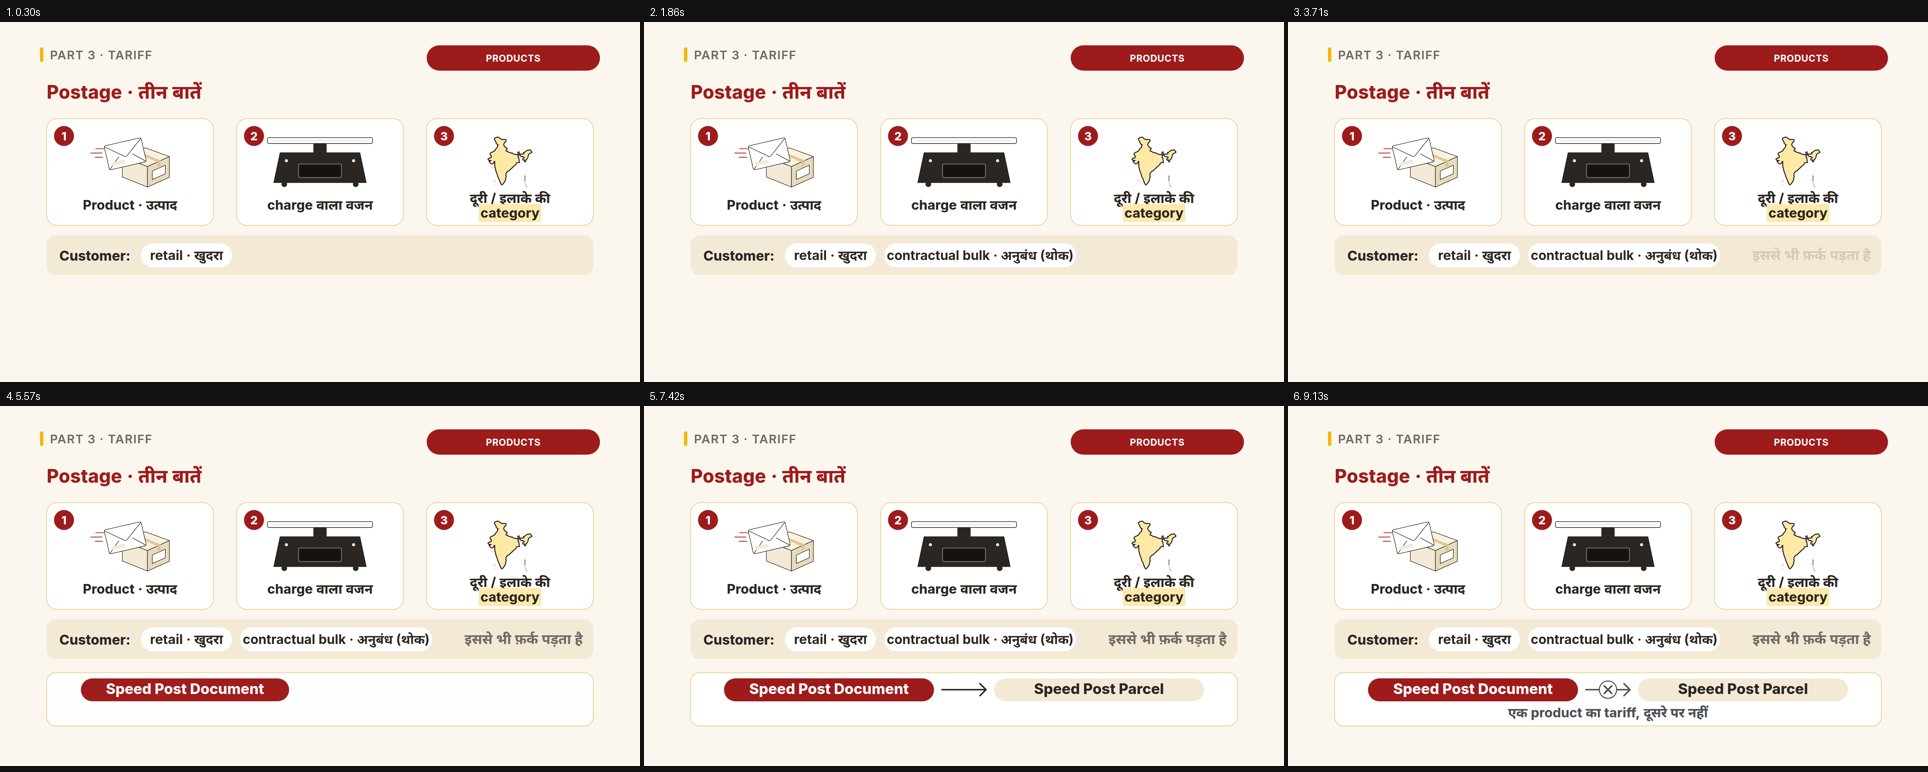 1. 0.30s
PART 3 · TARIFF
PRODUCTS
Postage · तीन बातें
1
2
3
Product · उत्पाद
charge वाला वजन
दूरी / इलाके की
category
Customer: retail · खुदरा
2. 1.86s
PART 3 · TARIFF
PRODUCTS
Postage · तीन बातें
1
2
3
Product · उत्पाद
charge वाला वजन
दूरी / इलाके की
category
Customer: retail · खुदरा contractual bulk · अनुबंध (थोक)
3. 3.71s
PART 3 · TARIFF
PRODUCTS
Postage · तीन बातें
1
2
3
Product · उत्पाद
charge वाला वजन
दूरी / इलाके की
category
Customer: retail · खुदरा contractual bulk · अनुबंध (थोक) इससे भी फ़र्क पड़ता है
4. 5.57s
PART 3 · TARIFF
PRODUCTS
Postage · तीन बातें
1
2
3
Product · उत्पाद
charge वाला वजन
दूरी / इलाके की
category
Customer: retail · खुदरा contractual bulk · अनुबंध (थोक) इससे भी फ़र्क पड़ता है
Speed Post Document
5. 7.42s
PART 3 · TARIFF
PRODUCTS
Postage · तीन बातें
1
2
3
Product · उत्पाद
charge वाला वजन
दूरी / इलाके की
category
Customer: retail · खुदरा contractual bulk · अनुबंध (थोक) इससे भी फ़र्क पड़ता है
Speed Post Document → Speed Post Parcel
6. 9.13s
PART 3 · TARIFF
PRODUCTS
Postage · तीन बातें
1
2
3
Product · उत्पाद
charge वाला वजन
दूरी / इलाके की
category
Customer: retail · खुदरा contractual bulk · अनुबंध (थोक) इससे भी फ़र्क पड़ता है
Speed Post Document Speed Post Parcel
एक product का tariff, दूसरे पर नहीं